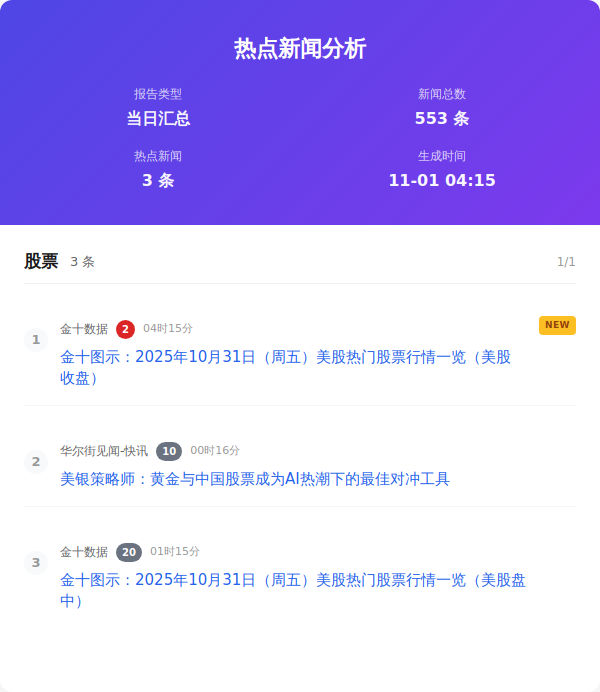 热点新闻分析
报告类型
新闻总数
当日汇总
553 条
热点新闻
生成时间
3 条
11-01 04:15
股票 3 条 1/1
1 金十数据 2 04时15分 NEW
金十图示：2025年10月31日（周五）美股热门股票行情一览（美股
收盘）
2 华尔街见闻-快讯 10 00时16分
美银策略师：黄金与中国股票成为AI热潮下的最佳对冲工具
3 金十数据 20 01时15分
金十图示：2025年10月31日（周五）美股热门股票行情一览（美股盘
中）